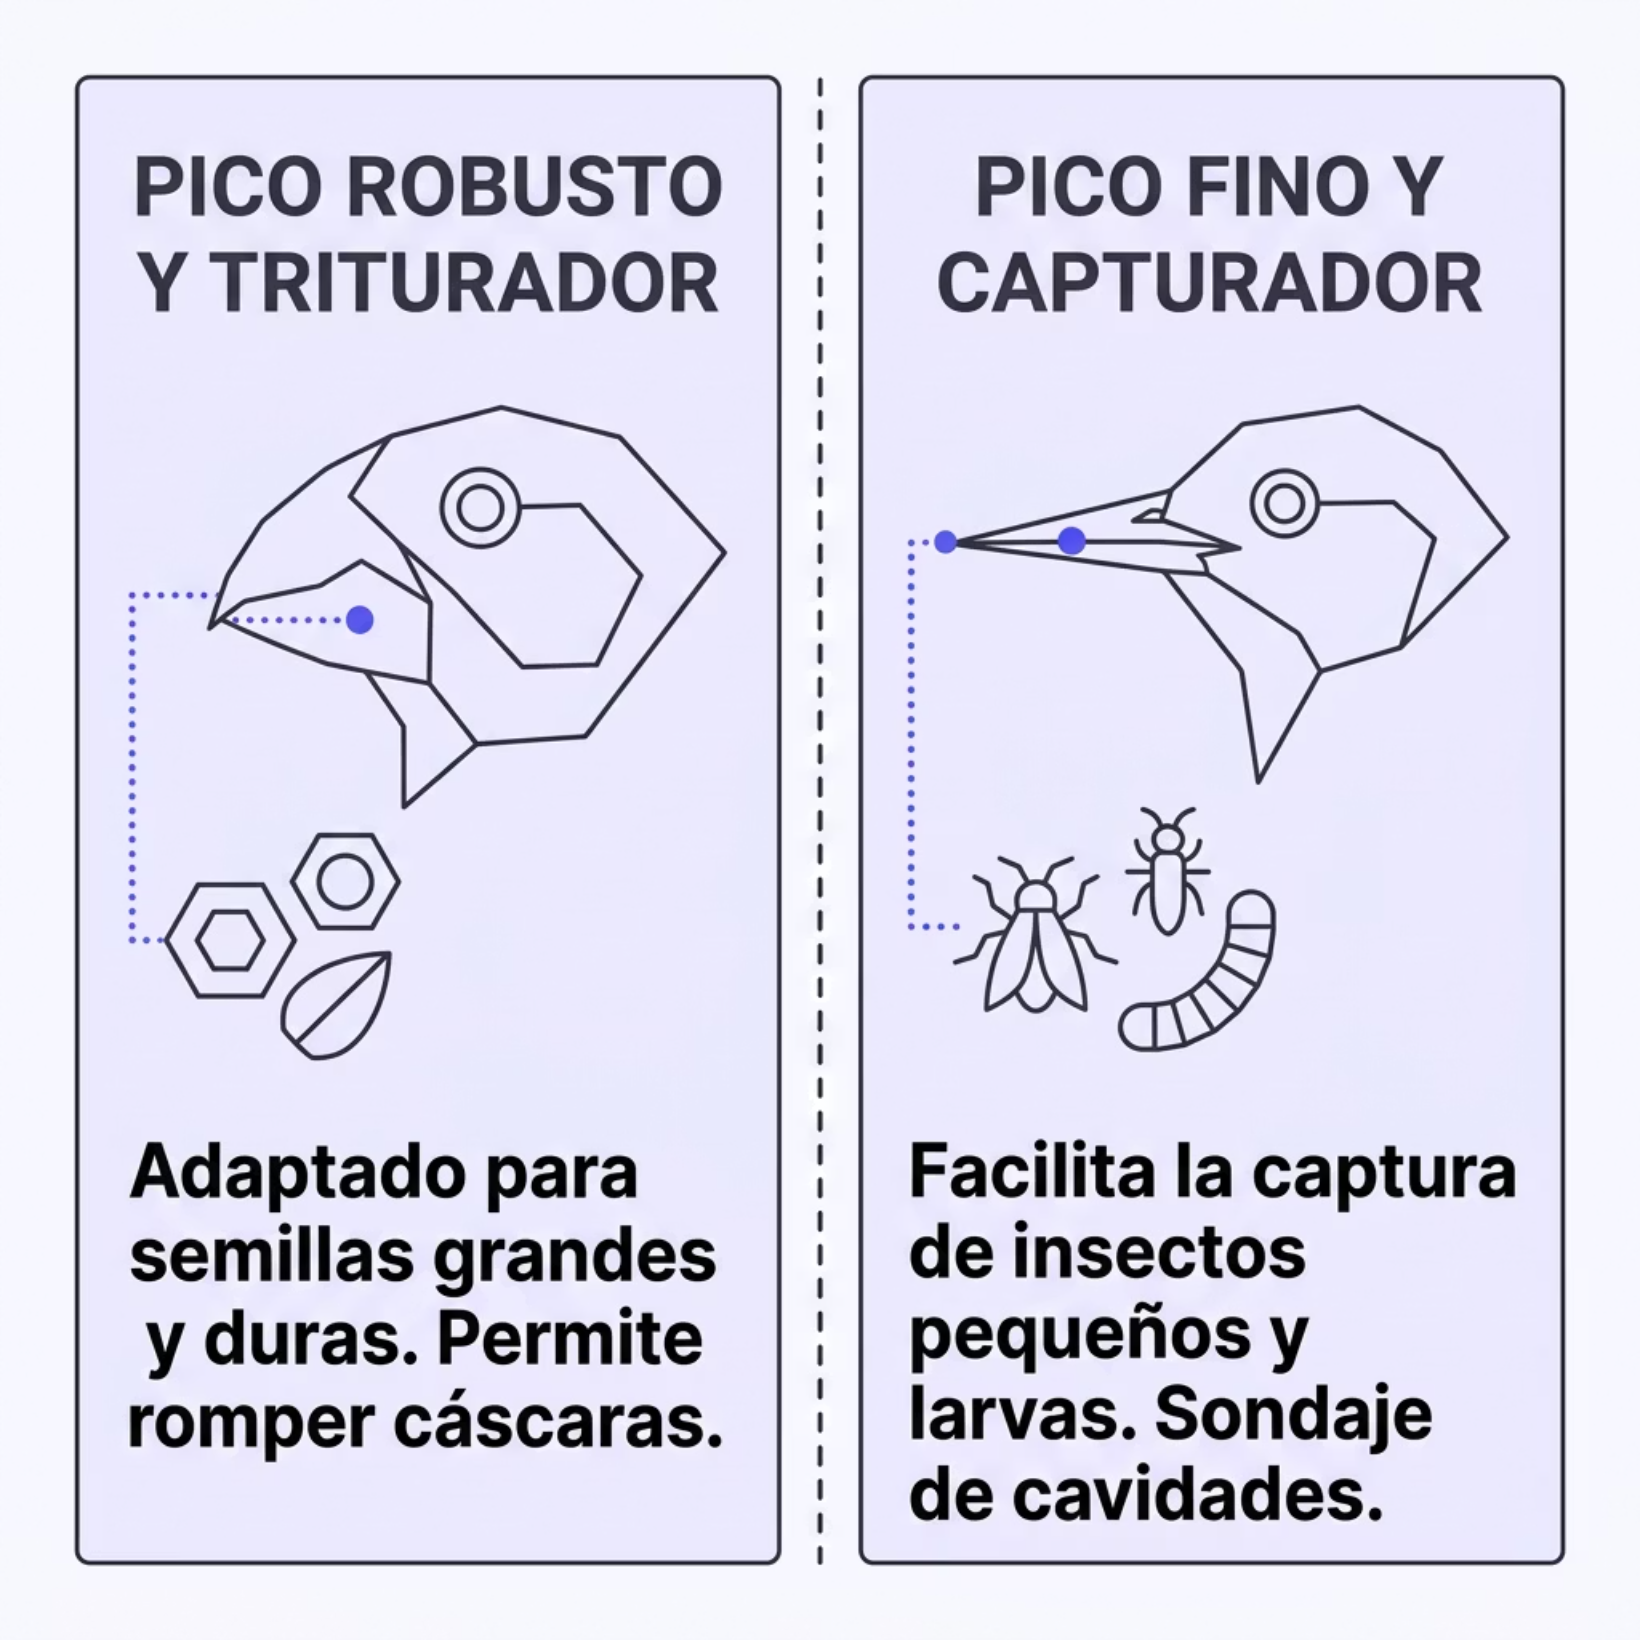 PICO ROBUSTO
Y TRITURADOR
Adaptado para
semillas grandes
y duras. Permite
romper cáscaras.
PICO FINO Y
CAPTURADOR
Facilita la captura
de insectos
pequeños y
larvas. Sondaje
de cavidades.